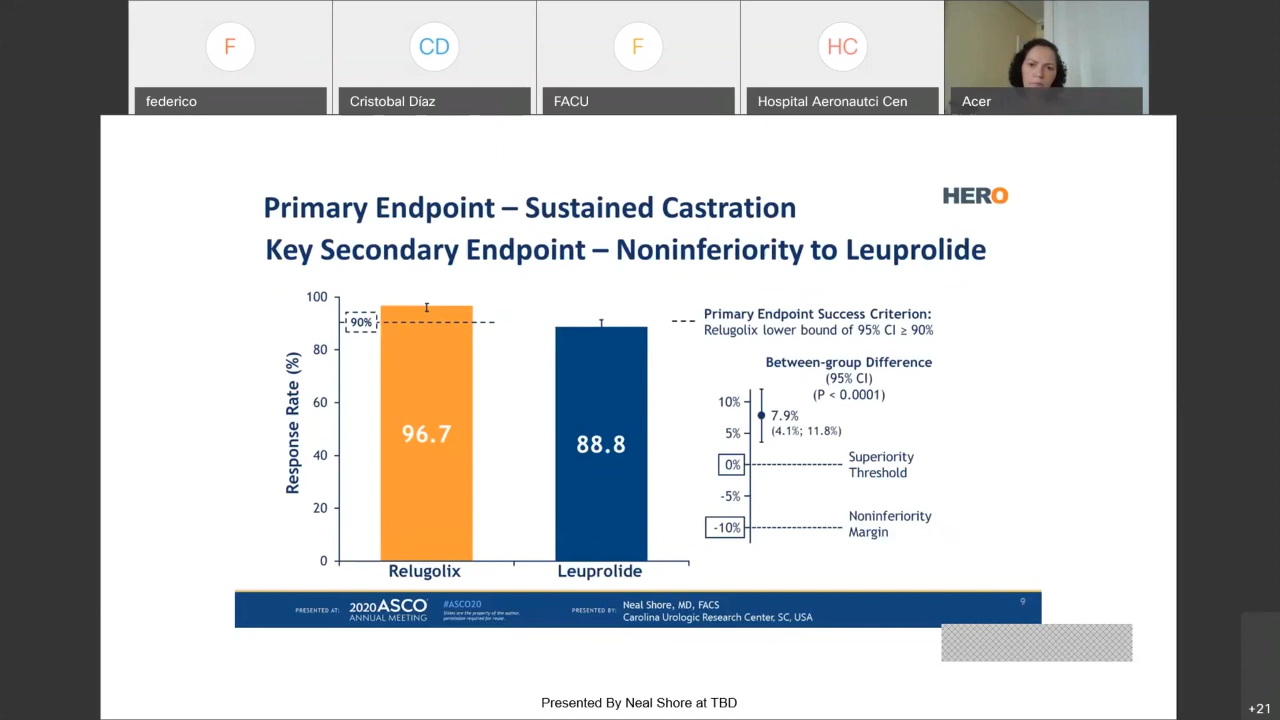 F
CD
F
HC
federico
Cristobal Díaz
FACU
Hospital Aeronautci Cen
Acer
HERO
Primary Endpoint – Sustained Castration
Key Secondary Endpoint – Noninferiority to Leuprolide
Response Rate (%)
100
80
60
40
20
0
90%
96.7
88.8
Relugolix
Leuprolide
Primary Endpoint Success Criterion:
Relugolix lower bound of 95% CI ≥ 90%
Between-group Difference
(95% CI)
(P < 0.0001)
10%
5%
0%
-5%
-10%
7.9%
(4.1%; 11.8%)
Superiority
Threshold
Noninferiority
Margin
PRESENTED AT:
2020 ASCO
ANNUAL MEETING
#ASCO20
Slides are the property of the author,
permission required for reuse.
PRESENTED BY:
Neal Shore, MD, FACS
Carolina Urologic Research Center, SC, USA
9
Presented By Neal Shore at TBD
+21